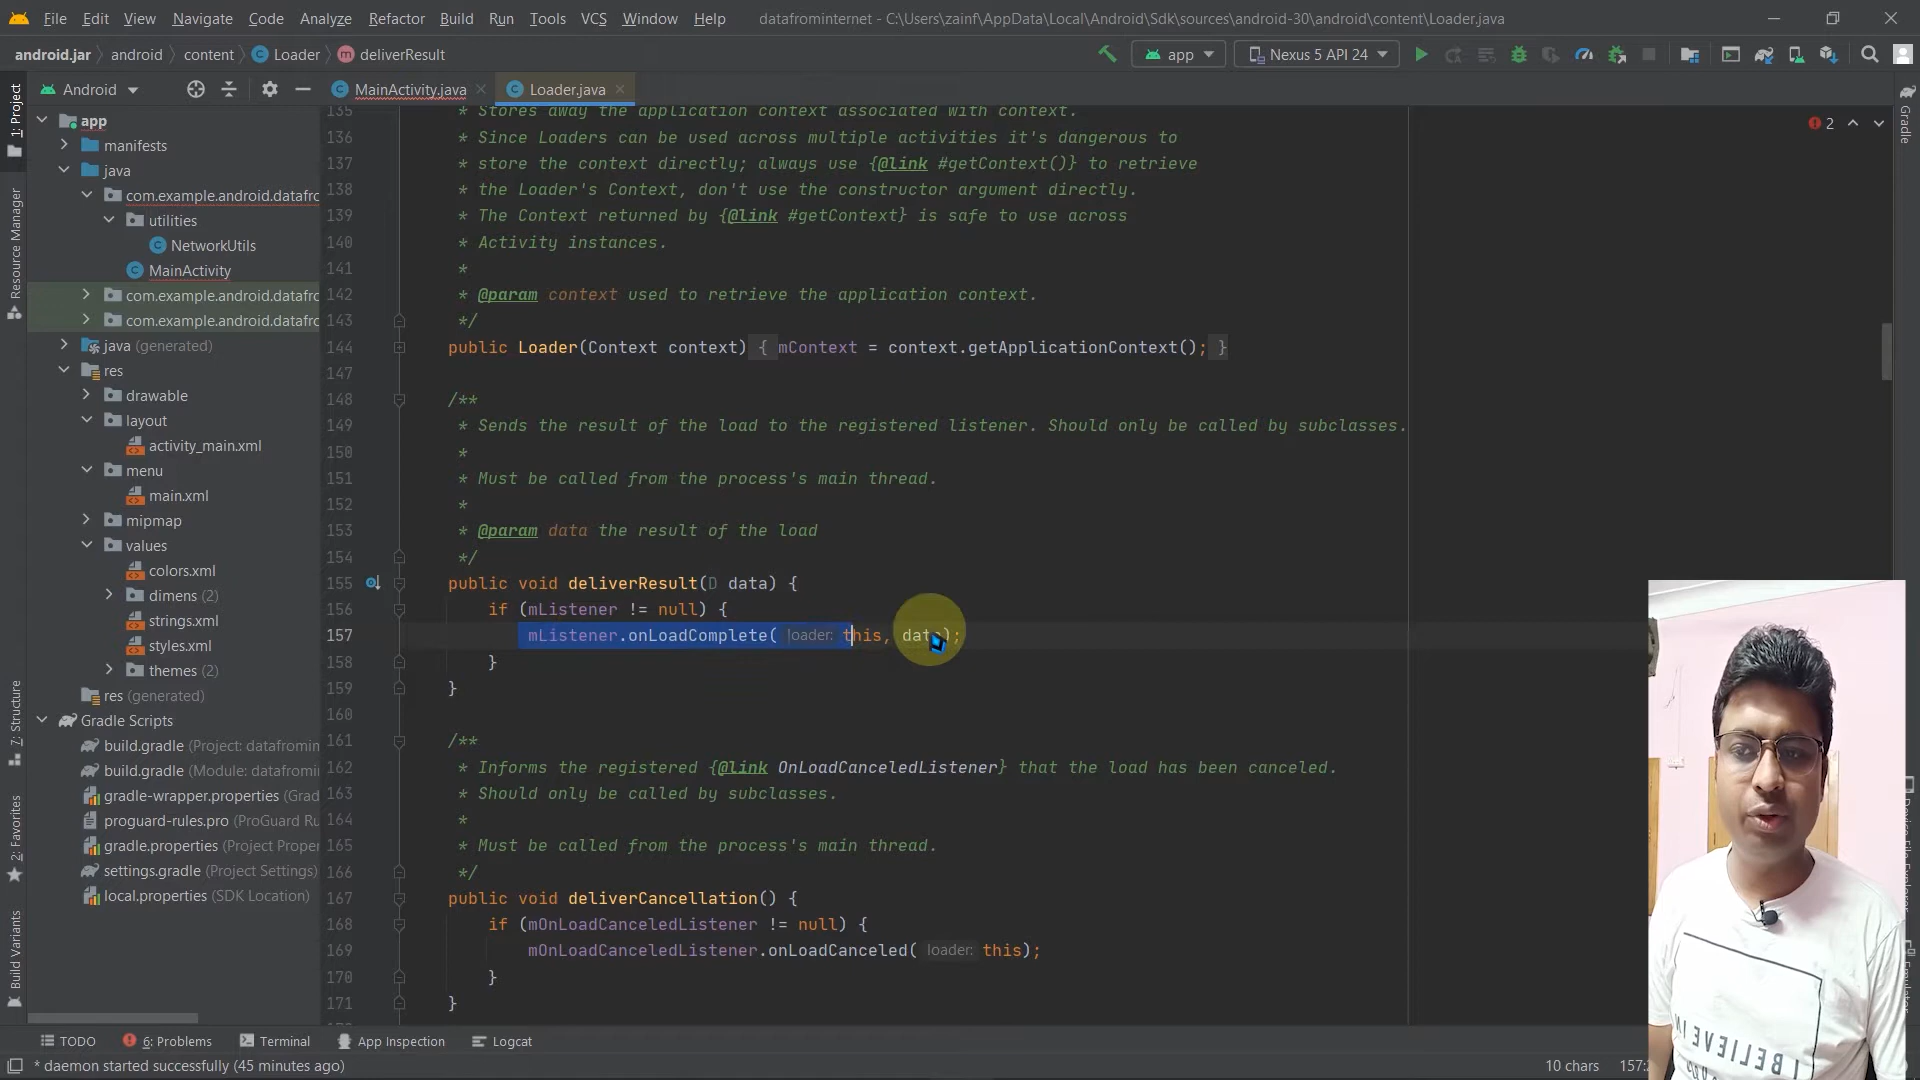 File Edit View Navigate Code Analyze Refactor Build Run Tools VCS Window Help datafrominternet - C:\Users\zainf\AppData\Local\Android\Sdk\sources\android-30\android\content\Loader.java
android.jar android content Loader deliverResult app Nexus 5 API 24
Android MainActivity.java Loader.java
1: Project
Resource Manager
7: Structure
2: Favorites
Build Variants
app
manifests
java
com.example.android.datafro
utilities
NetworkUtils
MainActivity
com.example.android.datafro
com.example.android.datafro
java (generated)
res
drawable
layout
activity_main.xml
menu
main.xml
mipmap
values
colors.xml
dimens (2)
strings.xml
styles.xml
themes (2)
res (generated)
Gradle Scripts
build.gradle (Project: datafromin
build.gradle (Module: datafromi
gradle-wrapper.properties (Grad
proguard-rules.pro (ProGuard Ru
gradle.properties (Project Proper
settings.gradle (Project Settings)
local.properties (SDK Location)
135 * Stores away the application context associated with context.
136 * Since Loaders can be used across multiple activities it's dangerous to
137 * store the context directly; always use {@link #getContext()} to retrieve
138 * the Loader's Context, don't use the constructor argument directly.
139 * The Context returned by {@link #getContext} is safe to use across
140 * Activity instances.
141 *
142 * @param context used to retrieve the application context.
143 */
144 public Loader(Context context) { mContext = context.getApplicationContext(); }
147
148 /**
149 * Sends the result of the load to the registered listener. Should only be called by subclasses.
150 *
151 * Must be called from the process's main thread.
152 *
153 * @param data the result of the load
154 */
155 public void deliverResult(D data) {
156 if (mListener != null) {
157 mListener.onLoadComplete( loader: this, data);
158 }
159 }
160
161 /**
162 * Informs the registered {@link OnLoadCanceledListener} that the load has been canceled.
163 * Should only be called by subclasses.
164 *
165 * Must be called from the process's main thread.
166 */
167 public void deliverCancellation() {
168 if (mOnLoadCanceledListener != null) {
169 mOnLoadCanceledListener.onLoadCanceled( loader: this);
170 }
171 }
2
Gradle
TODO 6: Problems Terminal App Inspection Logcat
* daemon started successfully (45 minutes ago) 10 chars 157:
I BELIEVE IN